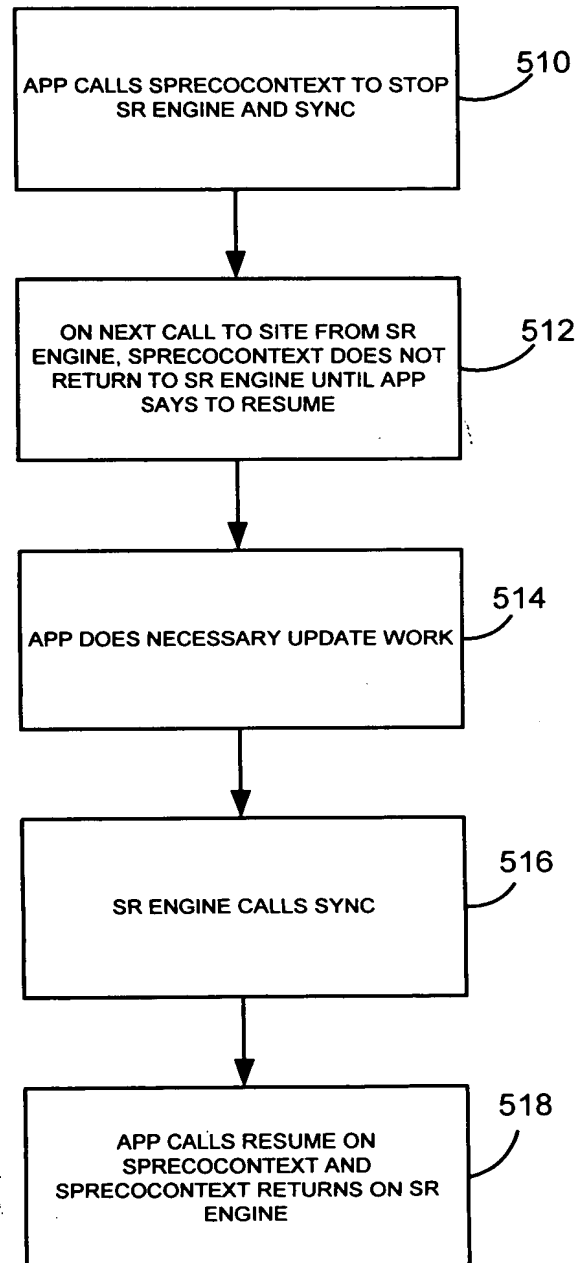 APP CALLS SPRECOCONTEXT TO STOP
SR ENGINE AND SYNC
510
ON NEXT CALL TO SITE FROM SR
ENGINE, SPRECOCONTEXT DOES NOT
RETURN TO SR ENGINE UNTIL APP
SAYS TO RESUME
512
APP DOES NECESSARY UPDATE WORK
514
SR ENGINE CALLS SYNC
516
APP CALLS RESUME ON
SPRECOCONTEXT AND
SPRECOCONTEXT RETURNS ON SR
ENGINE
518